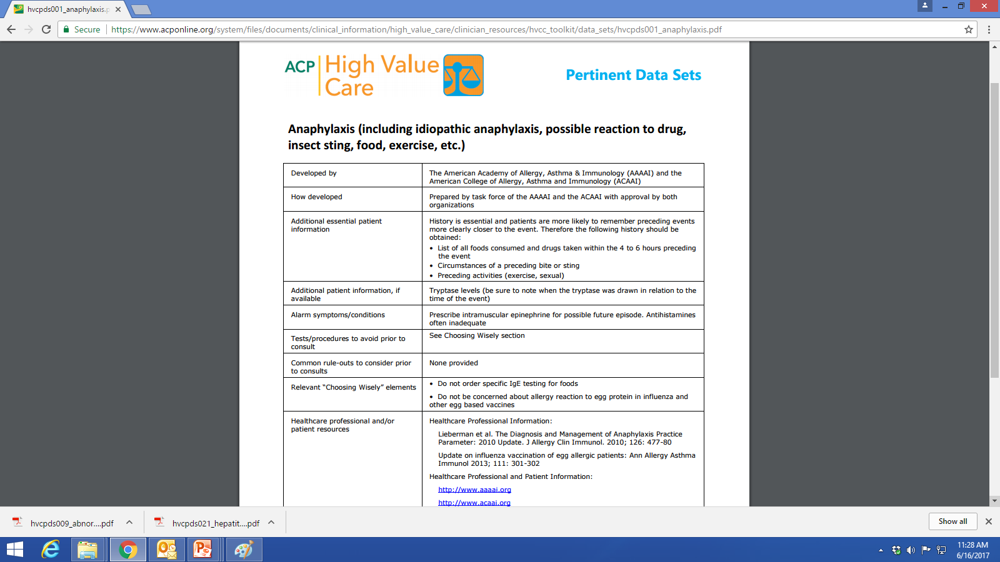 hvcpds001_anaphylaxis.p
Secure
https://www.acponline.org/system/files/documents/clinical_information/high_value_care/clinician_resources/hvcc_toolkit/data_sets/hvcpds001_anaphylaxis.pdf
ACP High Value
Care
Pertinent Data Sets
Anaphylaxis (including idiopathic anaphylaxis, possible reaction to drug,
insect sting, food, exercise, etc.)
Developed by
The American Academy of Allergy, Asthma & Immunology (AAAAI) and the
American College of Allergy, Asthma and Immunology (ACAAI)
How developed
Prepared by task force of the AAAAI and the ACAAI with approval by both
organizations
Additional essential patient
information
History is essential and patients are more likely to remember preceding events
more clearly closer to the event. Therefore the following history should be
obtained:
• List of all foods consumed and drugs taken within the 4 to 6 hours preceding
the event
• Circumstances of a preceding bite or sting
• Preceding activities (exercise, sexual)
Additional patient information, if
available
Tryptase levels (be sure to note when the tryptase was drawn in relation to the
time of the event)
Alarm symptoms/conditions
Prescribe intramuscular epinephrine for possible future episode. Antihistamines
often inadequate
Tests/procedures to avoid prior to
consult
See Choosing Wisely section
Common rule-outs to consider prior
to consults
None provided
Relevant “Choosing Wisely” elements
• Do not order specific IgE testing for foods
• Do not be concerned about allergy reaction to egg protein in influenza and
other egg based vaccines
Healthcare professional and/or
patient resources
Healthcare Professional Information:
Lieberman et al. The Diagnosis and Management of Anaphylaxis Practice
Parameter: 2010 Update. J Allergy Clin Immunol. 2010; 126: 477-80
Update on influenza vaccination of egg allergic patients: Ann Allergy Asthma
Immunol 2013; 111: 301-302
Healthcare Professional and Patient Information:
http://www.aaaai.org
http://www.acaai.org
hvcpds009_abnor....pdf
hvcpds021_hepatit....pdf
Show all
11:28 AM
6/16/2017